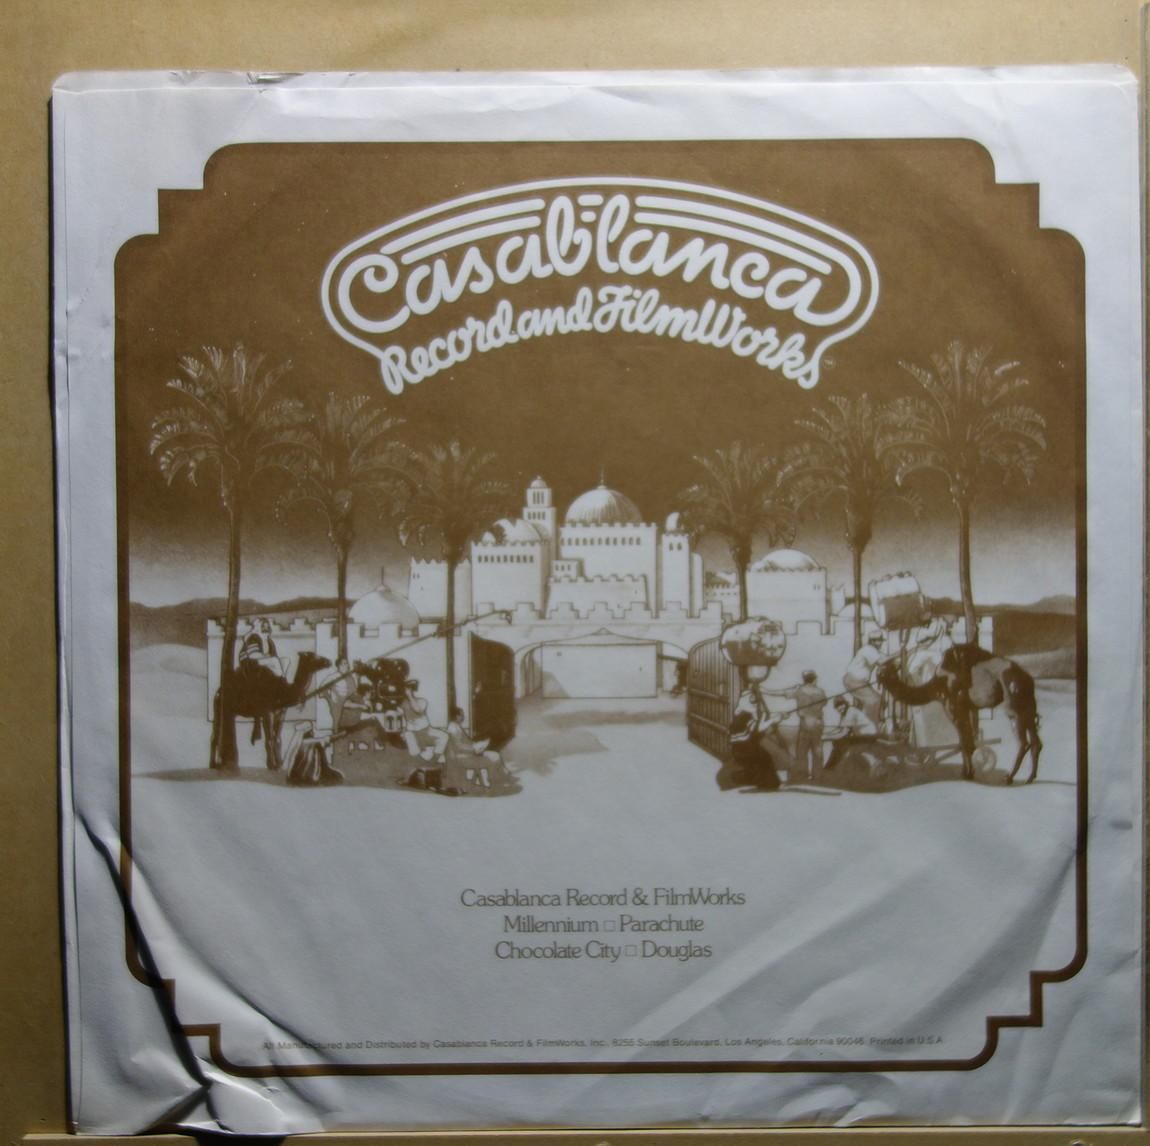 Casablanca
Record and FilmWorks
Casablanca Record & FilmWorks
Millennium □ Parachute
Chocolate City □ Douglas
All Manufactured and Distributed by Casablanca Record & FilmWorks, Inc., 8255 Sunset Boulevard, Los Angeles, California 90046. Printed in U.S.A